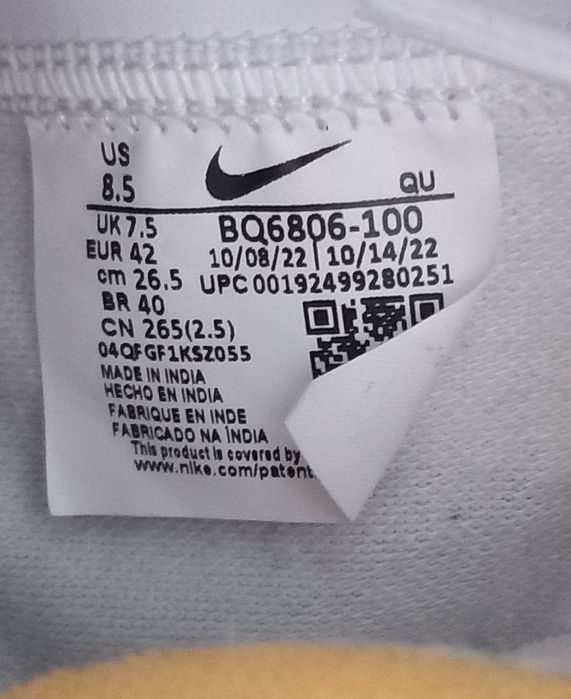 US
8.5
QU
UK 7.5
BQ6806-100
EUR 42
10/08/22 10/14/22
cm 26.5
UPC 00192499280251
BR 40
CN 265(2.5)
04QFGF1KSZ055
MADE IN INDIA
HECHO EN INDIA
FABRIQUE EN INDE
FABRICADO NA ÍNDIA
This product is covered by
www.nike.com/patent